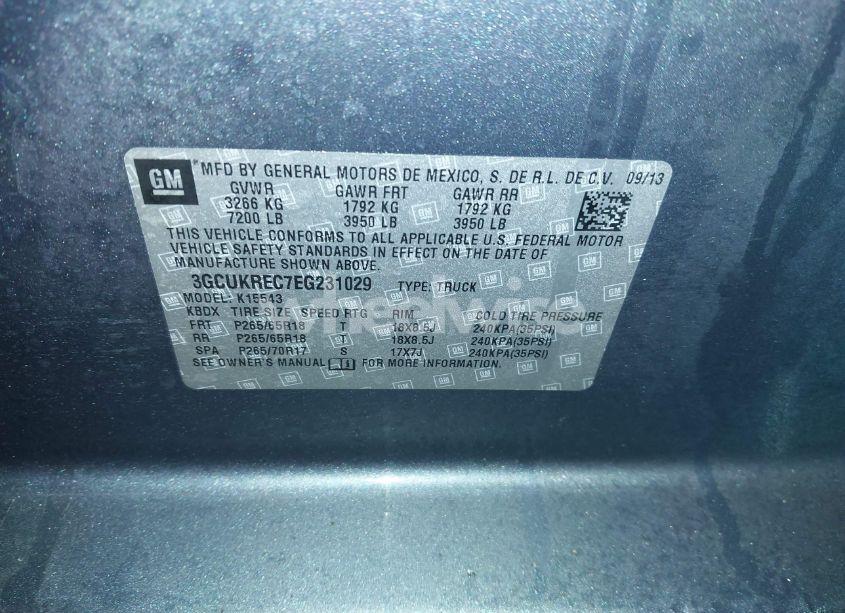 GM
MFD BY GENERAL MOTORS DE MEXICO, S. DE R.L. DE C.V. 09/13
GVWR GAWR FRT GAWR RR
3266 KG 1792 KG 1792 KG
7200 LB 3950 LB 3950 LB
THIS VEHICLE CONFORMS TO ALL APPLICABLE U.S. FEDERAL MOTOR
VEHICLE SAFETY STANDARDS IN EFFECT ON THE DATE OF
MANUFACTURE SHOWN ABOVE.
3GCUKREC7EG231029 TYPE: TRUCK
MODEL: K15543
KBDX TIRE SIZE SPEED RTG RIM COLD TIRE PRESSURE
FRT P265/65R18 T 18X8.5J 240KPA(35PSI)
RR P265/65R18 T 18X8.5J 240KPA(35PSI)
SPA P265/70R17 S 17X7J 240KPA(35PSI)
SEE OWNER'S MANUAL FOR MORE INFORMATION.